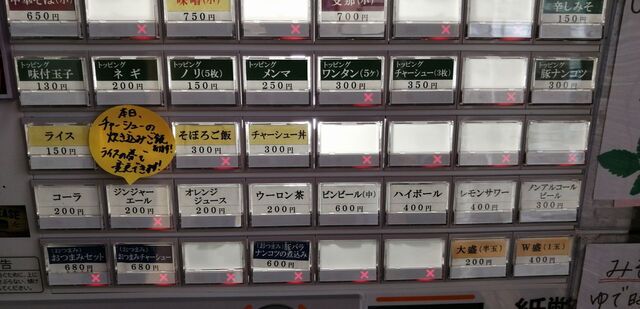 650円
750円
700円
辛しみそ
150円
トッピング
味付玉子
130円
トッピング
ネギ
200円
トッピング
ノリ(5枚)
150円
トッピング
メンマ
250円
トッピング
ワンタン(5ケ)
300円
トッピング
チャーシュー(3枚)
350円
トッピング
豚ナンコツ
300円
ライス
150円
本日、
チャーシューの
炊き込みご飯
ライスの券で
変更できます!
そぼろご飯
300円
チャーシュー丼
300円
コーラ
200円
ジンジャー
エール
200円
オレンジ
ジュース
200円
ウーロン茶
200円
ビンビール(中)
600円
ハイボール
400円
レモンサワー
400円
ノンアルコール
ビール
300円
(おつまみ)
おつまみセット
680円
(おつまみ)
おつまみチャーシュー
680円
(おつまみ)豚バラ
ナンコツの煮込み
600円
大盛(半玉)
200円
W盛(1玉)
400円